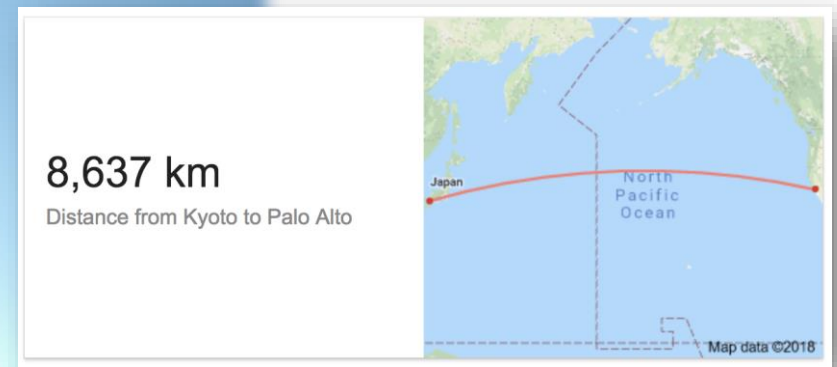 8,637 km
Distance from Kyoto to Palo Alto
Japan
North
Pacific
Ocean
Map data ©2018